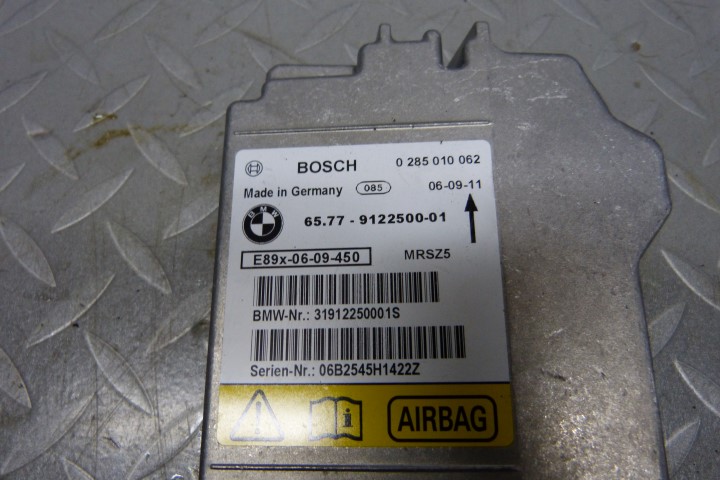 BOSCH 0 285 010 062
Made in Germany 085 06-09-11
BMW 65.77 - 9122500-01
E89x-06-09-450 MRSZ5
BMW-Nr.: 31912250001S
Serien-Nr.: 06B2545H1422Z
AIRBAG